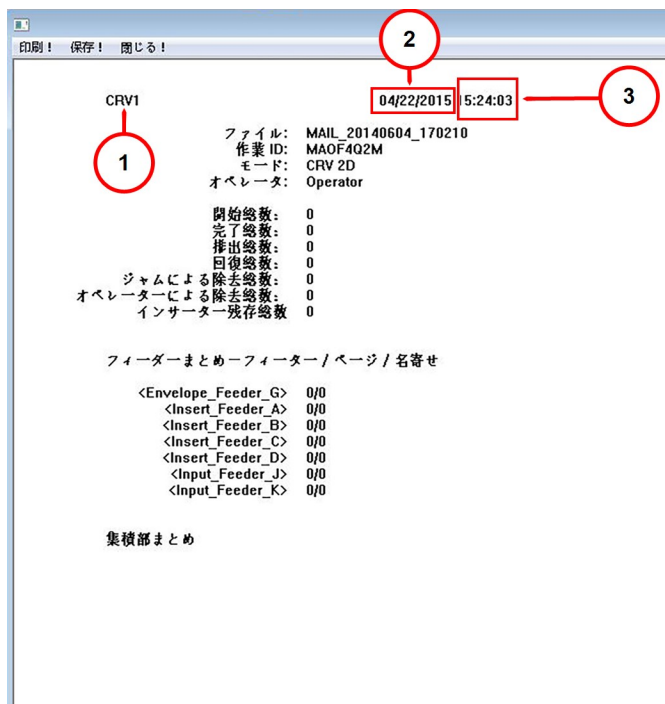 印刷！ 保存！ 閉じる！
2
CRV1 04/22/2015 15:24:03 3
1
ファイル: MAIL_20140604_170210
作業 ID: MAOF4Q2M
モード: CRV 2D
オペレータ: Operator
開始総数: 0
完了総数: 0
排出総数: 0
回復総数: 0
ジャムによる除去総数: 0
オペレーターによる除去総数: 0
インサーター残存総数 0
フィーダーまとめーフィーター / ページ / 名寄せ
<Envelope_Feeder_G> 0/0
<Insert_Feeder_A> 0/0
<Insert_Feeder_B> 0/0
<Insert_Feeder_C> 0/0
<Insert_Feeder_D> 0/0
<Input_Feeder_J> 0/0
<Input_Feeder_K> 0/0
集積部まとめ